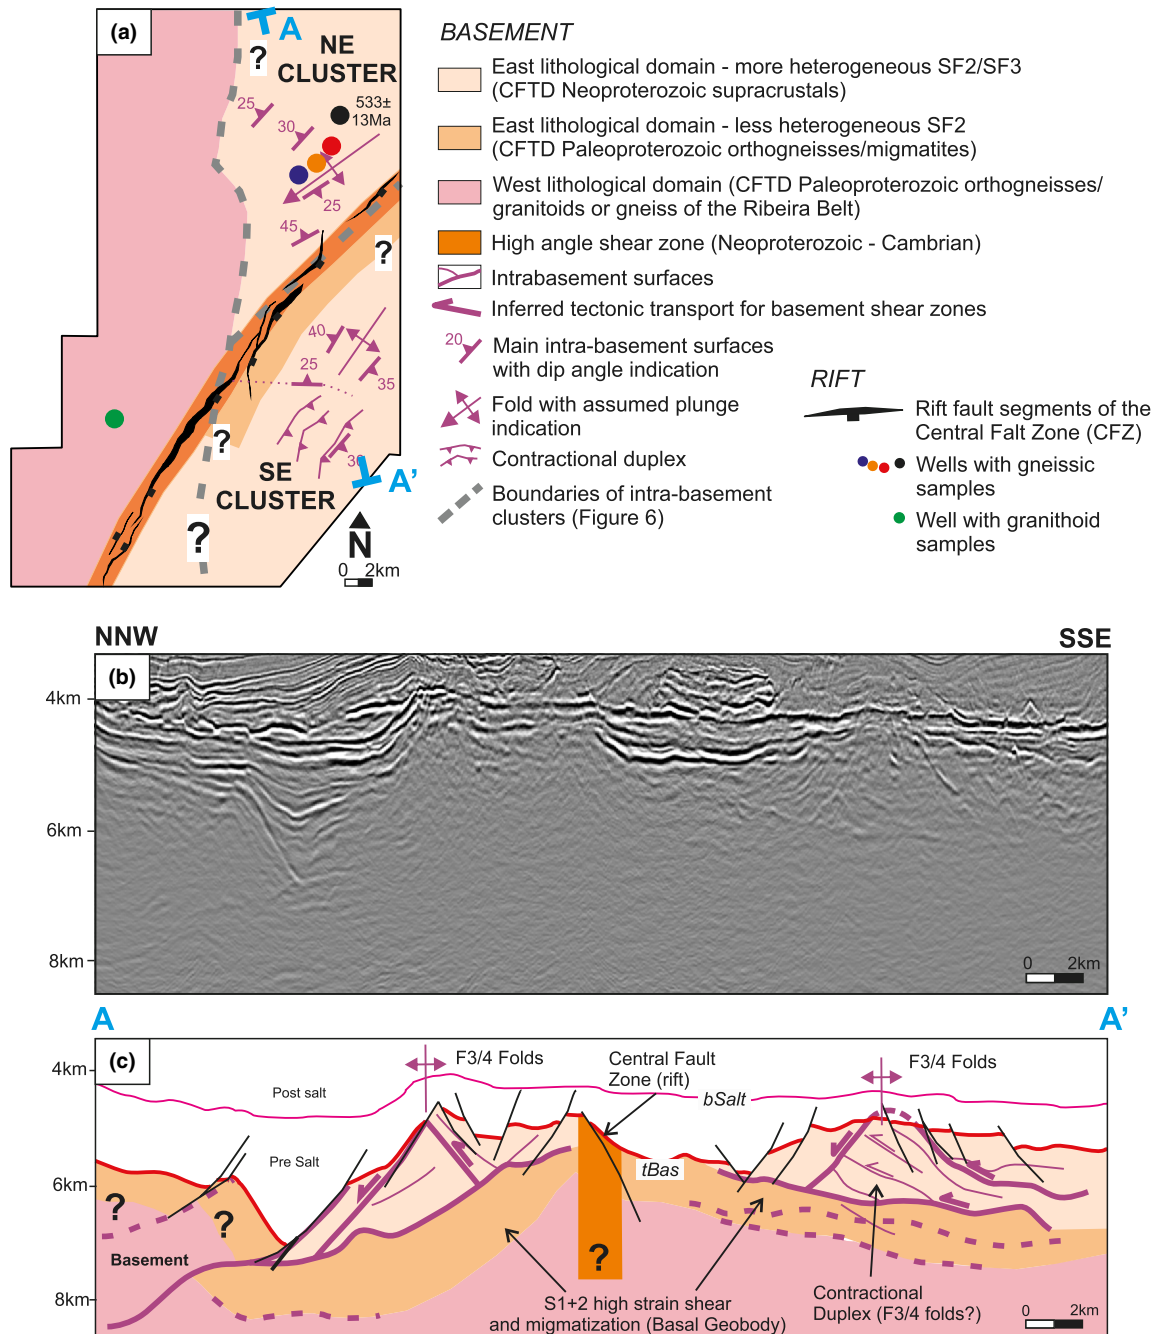 (a)
A
?
NE
CLUSTER
533±
13Ma
25
30
25
45
?
40
25
35
30
?
SE
CLUSTER
A'
?
N
0 2km
BASEMENT
East lithological domain - more heterogeneous SF2/SF3
(CFTD Neoproterozoic supracrustals)
East lithological domain - less heterogeneous SF2
(CFTD Paleoproterozoic orthogneisses/migmatites)
West lithological domain (CFTD Paleoproterozoic orthogneisses/
granitoids or gneiss of the Ribeira Belt)
High angle shear zone (Neoproterozoic - Cambrian)
Intrabasement surfaces
Inferred tectonic transport for basement shear zones
20
Main intra-basement surfaces
with dip angle indication
Fold with assumed plunge
indication
Contractional duplex
Boundaries of intra-basement
clusters (Figure 6)
RIFT
Rift fault segments of the
Central Falt Zone (CFZ)
Wells with gneissic
samples
Well with granithoid
samples
NNW
SSE
(b)
4km
6km
8km
0 2km
A
A'
(c)
4km
6km
8km
F3/4 Folds
Central Fault
Zone (rift)
F3/4 Folds
Post salt
bSalt
Pre Salt
tBas
?
?
Basement
?
S1+2 high strain shear
and migmatization (Basal Geobody)
Contractional
Duplex (F3/4 folds?)
0 2km